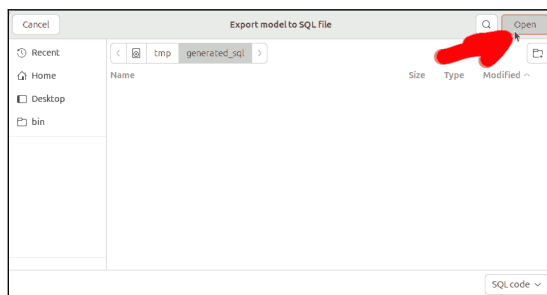 Cancel Export model to SQL file Open
Recent tmp generated_sql
Home Name Size Type Modified
Desktop
bin
SQL code